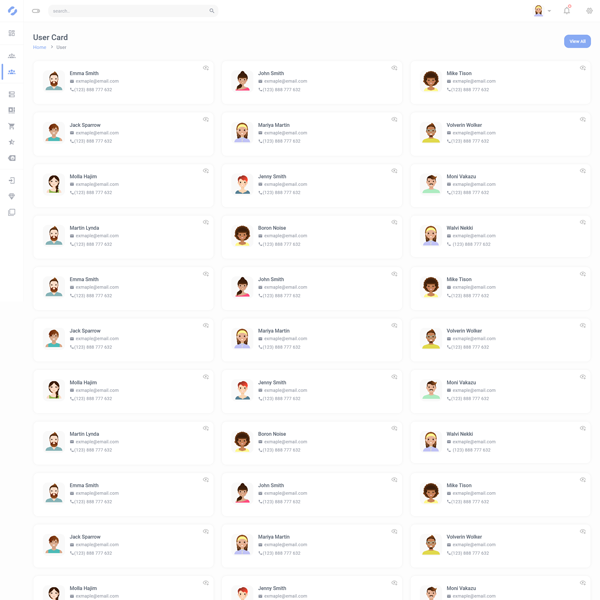 search...
User Card
Home > User
View All
Emma Smith
exmaple@email.com
(123) 888 777 632
John Smith
exmaple@email.com
(123) 888 777 632
Mike Tison
exmaple@email.com
(123) 888 777 632
Jack Sparrow
exmaple@email.com
(123) 888 777 632
Mariya Martin
exmaple@email.com
(123) 888 777 632
Volverin Wolker
exmaple@email.com
(123) 888 777 632
Molla Hajim
exmaple@email.com
(123) 888 777 632
Jenny Smith
exmaple@email.com
(123) 888 777 632
Moni Vakazu
exmaple@email.com
(123) 888 777 632
Martin Lynda
exmaple@email.com
(123) 888 777 632
Boron Noise
exmaple@email.com
(123) 888 777 632
Walvi Nekki
exmaple@email.com
(123) 888 777 632
Emma Smith
exmaple@email.com
(123) 888 777 632
John Smith
exmaple@email.com
(123) 888 777 632
Mike Tison
exmaple@email.com
(123) 888 777 632
Jack Sparrow
exmaple@email.com
(123) 888 777 632
Mariya Martin
exmaple@email.com
(123) 888 777 632
Volverin Wolker
exmaple@email.com
(123) 888 777 632
Molla Hajim
exmaple@email.com
(123) 888 777 632
Jenny Smith
exmaple@email.com
(123) 888 777 632
Moni Vakazu
exmaple@email.com
(123) 888 777 632
Martin Lynda
exmaple@email.com
(123) 888 777 632
Boron Noise
exmaple@email.com
(123) 888 777 632
Walvi Nekki
exmaple@email.com
(123) 888 777 632
Emma Smith
exmaple@email.com
(123) 888 777 632
John Smith
exmaple@email.com
(123) 888 777 632
Mike Tison
exmaple@email.com
(123) 888 777 632
Jack Sparrow
exmaple@email.com
(123) 888 777 632
Mariya Martin
exmaple@email.com
(123) 888 777 632
Volverin Wolker
exmaple@email.com
(123) 888 777 632
Molla Hajim
exmaple@email.com
Jenny Smith
exmaple@email.com
Moni Vakazu
exmaple@email.com